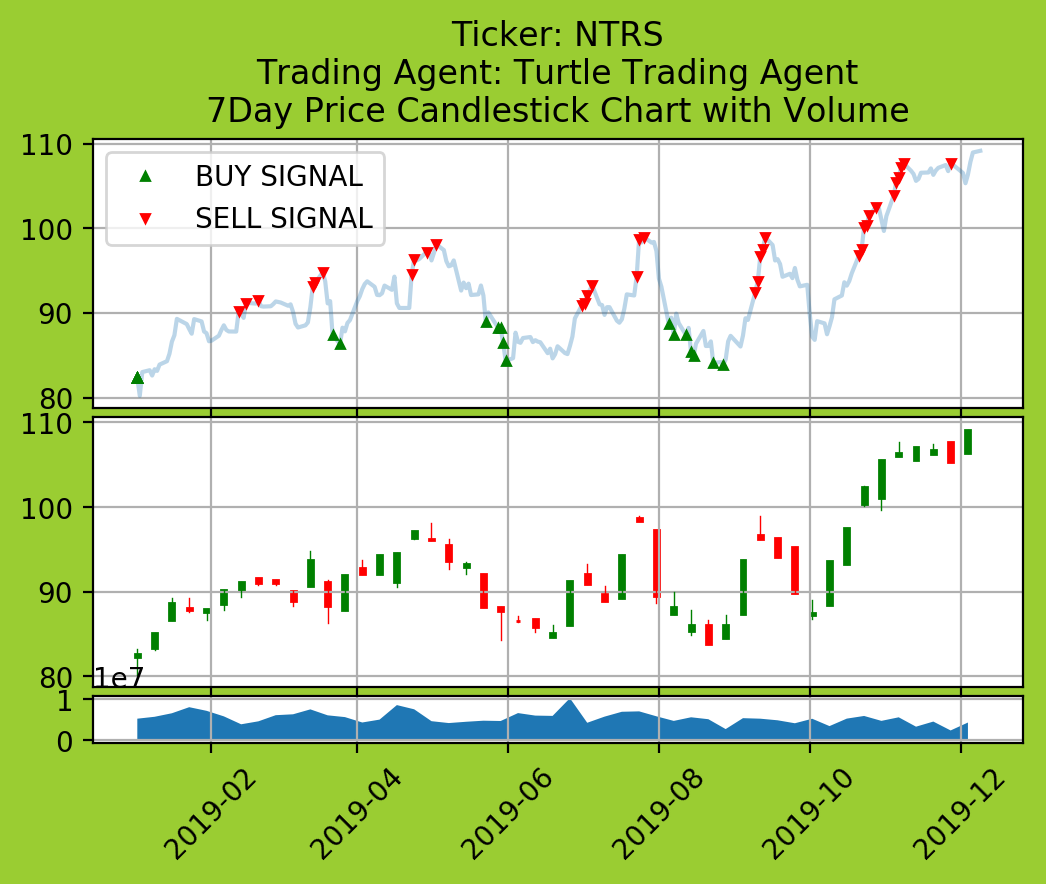 Ticker: NTRS
Trading Agent: Turtle Trading Agent
7Day Price Candlestick Chart with Volume
110
100
90
80
BUY SIGNAL
SELL SIGNAL
110
100
90
80
1e7
1
0
2019-02
2019-04
2019-06
2019-08
2019-10
2019-12